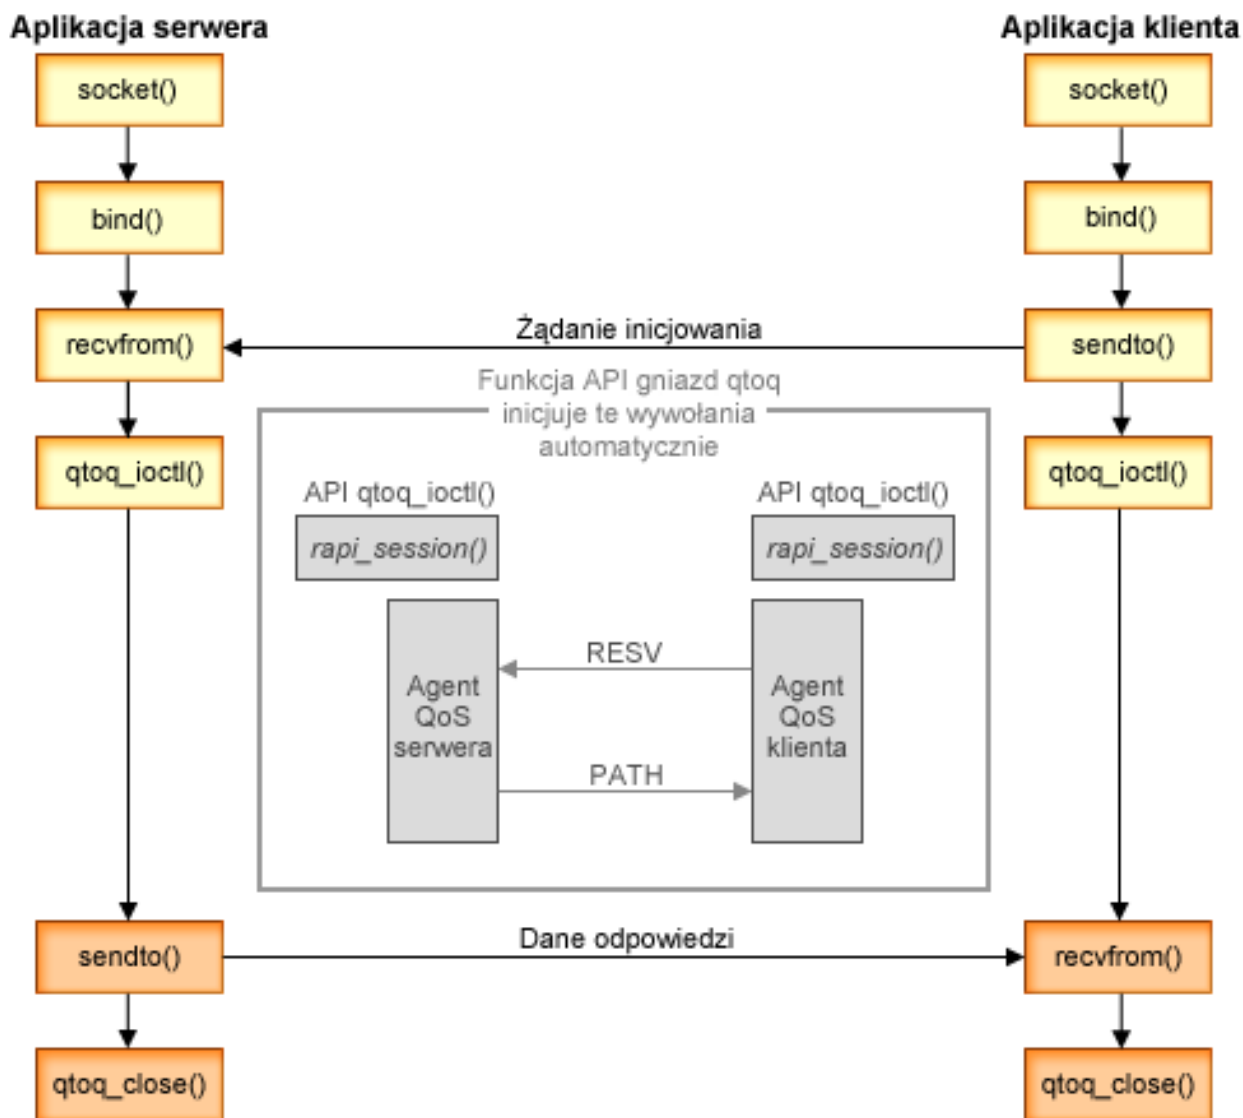 Aplikacja serwera
Aplikacja klienta
socket()
socket()
bind()
bind()
recvfrom()
Żądanie inicjowania
sendto()
Funkcja API gniazd qtoq
inicjuje te wywołania
automatycznie
qtoq_ioctl()
qtoq_ioctl()
API qtoq_ioctl()
API qtoq_ioctl()
rapi_session()
rapi_session()
RESV
Agent
QoS
serwera
Agent
QoS
klienta
PATH
sendto()
Dane odpowiedzi
recvfrom()
qtoq_close()
qtoq_close()